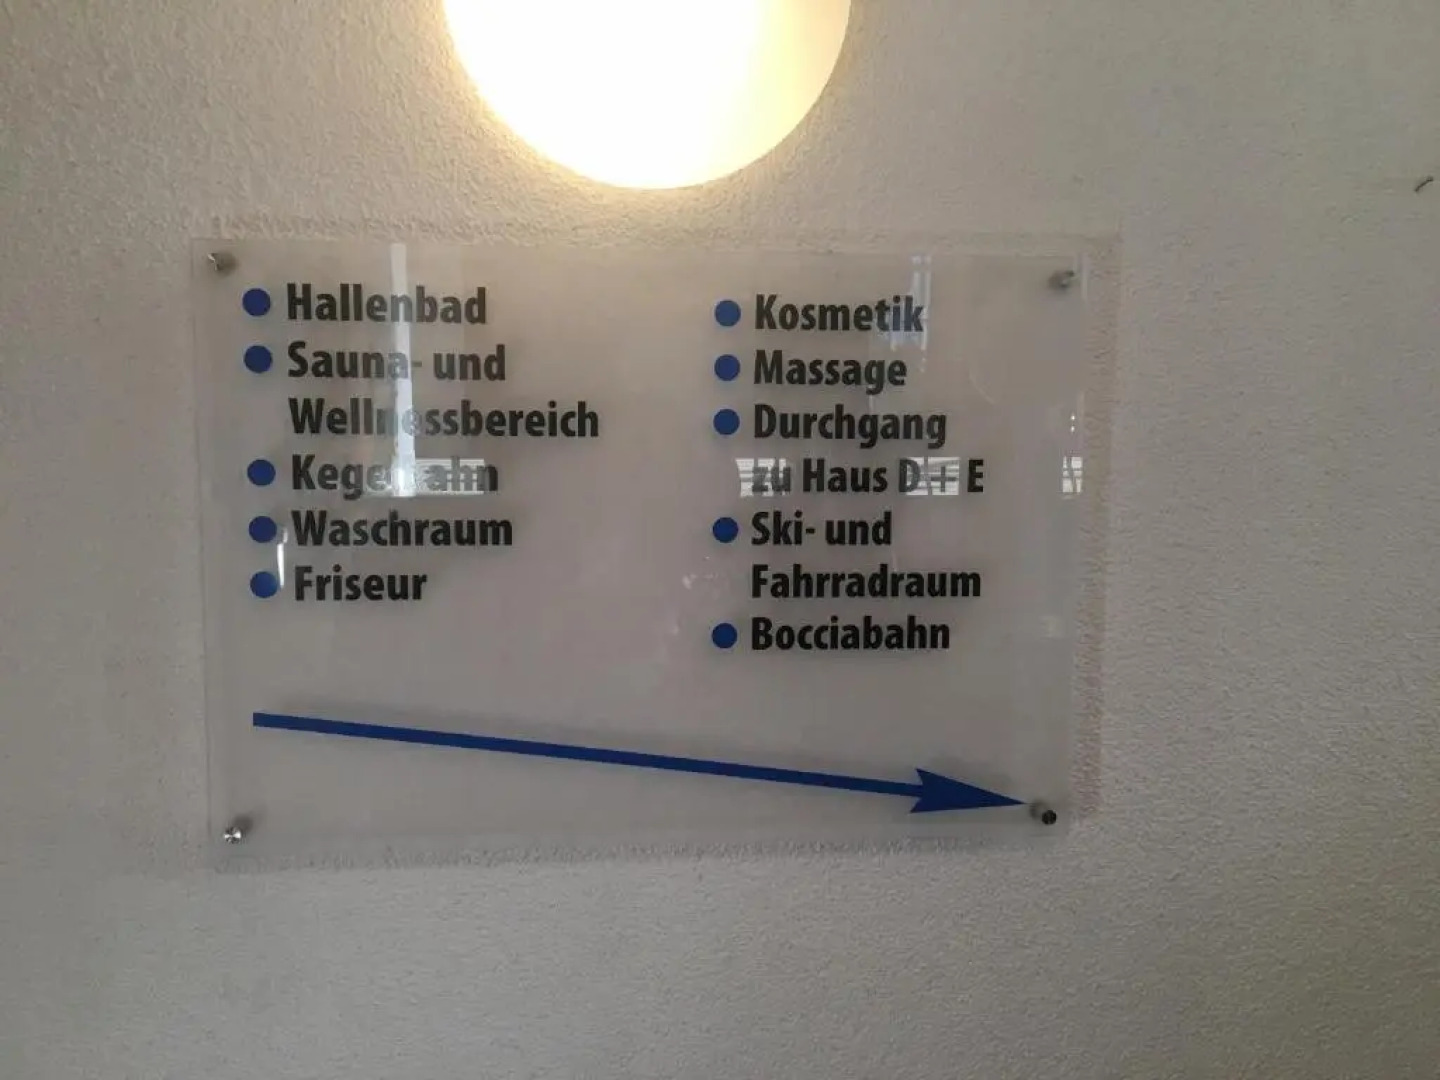 Hallenbad
Sauna- und
Wellnessbereich
Kegelbahn
Waschraum
Friseur
Kosmetik
Massage
Durchgang
zu Haus D + E
Ski- und
Fahrradraum
Bocciabahn